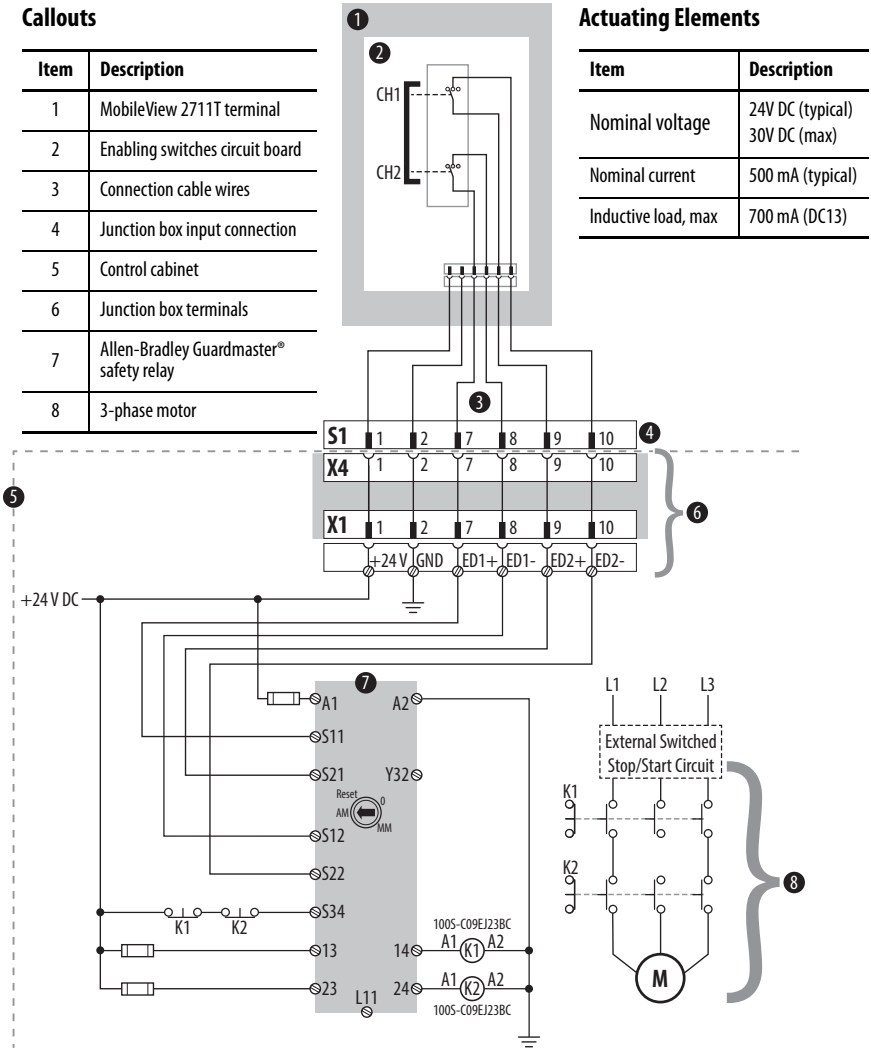 Callouts
Item Description
1 MobileView 2711T terminal
2 Enabling switches circuit board
3 Connection cable wires
4 Junction box input connection
5 Control cabinet
6 Junction box terminals
7 Allen-Bradley Guardmaster®
safety relay
8 3-phase motor
1
2
CH1
CH2
Actuating Elements
Item Description
Nominal voltage 24V DC (typical)
30V DC (max)
Nominal current 500 mA (typical)
Inductive load, max 700 mA (DC13)
3
S1 1 2 7 8 9 10
4
X4 1 2 7 8 9 10
5
6
X1 1 2 7 8 9 10
+24 V GND ED1+ ED1- ED2+ ED2-
+24 V DC
7
A1 A2
S11
S21 Y32
Reset 0
AM
MM
S12
S22
S34
K1 K2
13 14
100S-C09EJ23BC
A1 K1 A2
23 24
L11
A1 K2 A2
100S-C09EJ23BC
L1 L2 L3
External Switched
Stop/Start Circuit
K1
K2
8
M